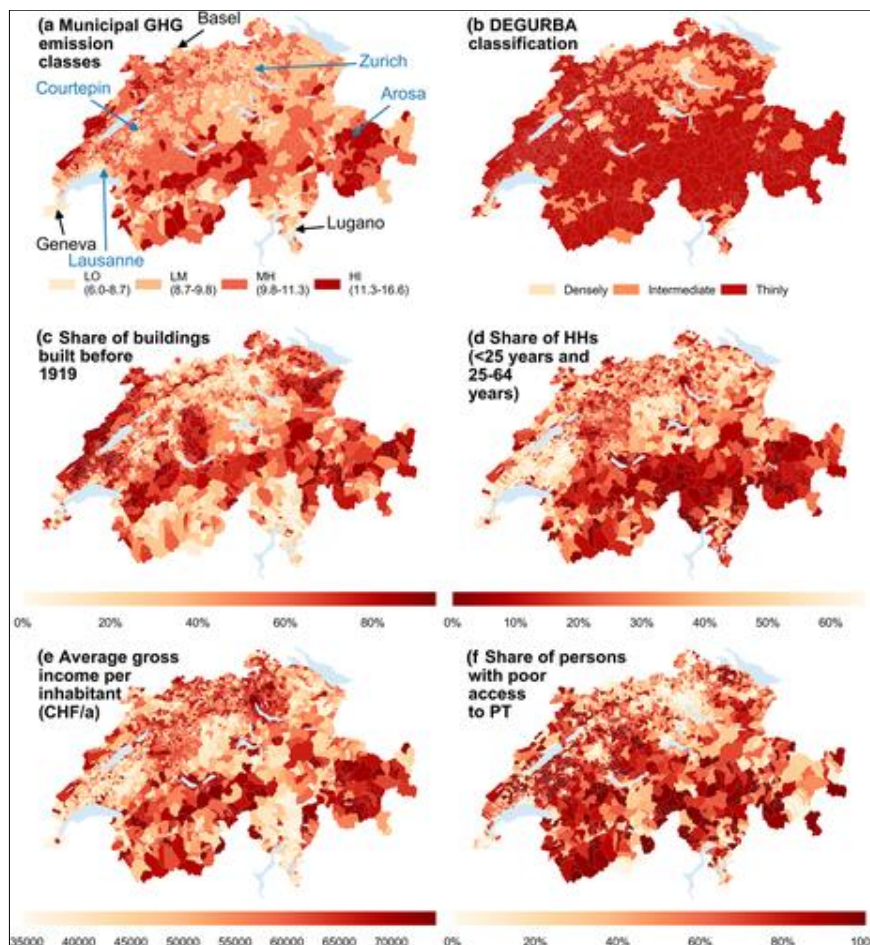 (a Municipal GHG
emission
classes
Basel
Zurich
Courtepin
Arosa
Geneva
Lausanne
Lugano
LO
(6.0-8.7)
LM
(8.7-9.8)
MH
(9.8-11.3)
HI
(11.3-16.6)
(b DEGURBA
classification
Densely
Intermediate
Thinly
(c Share of buildings
built before
1919
0% 20% 40% 60% 80%
(d Share of HHs
(<25 years and
25-64
years)
0% 10% 20% 30% 40% 50% 60%
(e Average gross
income per
inhabitant
(CHF/a)
35000 40000 45000 50000 55000 60000 65000 70000
(f Share of persons
with poor
access
to PT
0% 20% 40% 60% 80% 100